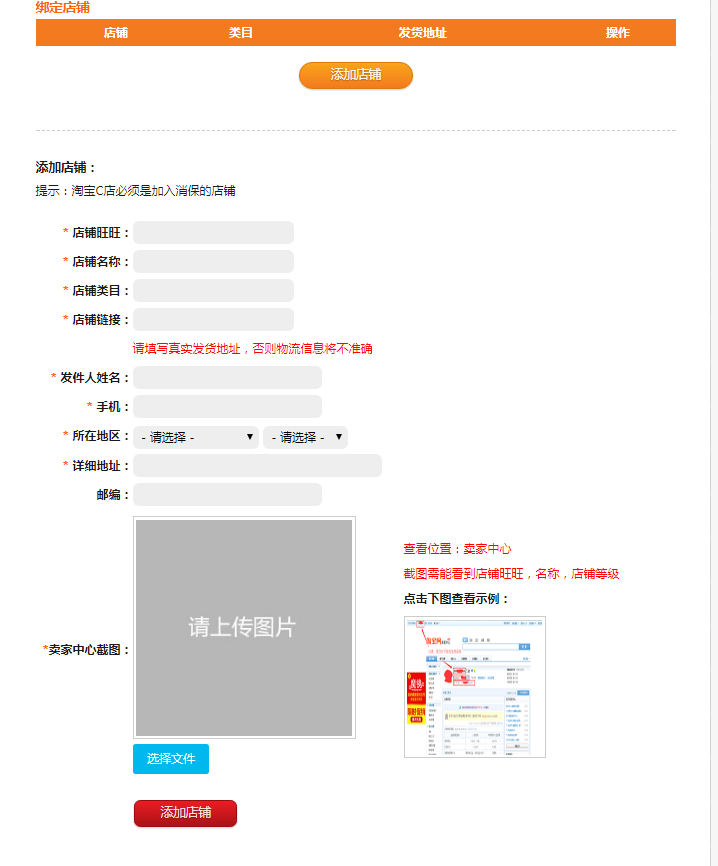 绑定店铺
店铺 类目 发货地址 操作
添加店铺
添加店铺：
提示：淘宝C店必须是加入消保的店铺
* 店铺旺旺：
* 店铺名称：
* 店铺类目：
* 店铺链接：
请填写真实发货地址，否则物流信息将不准确
* 发件人姓名：
* 手机：
* 所在地区： - 请选择 - - 请选择 -
* 详细地址：
邮编：
*卖家中心截图：
请上传图片
选择文件
查看位置：卖家中心
截图需能看到店铺旺旺，名称，店铺等级
点击下图查看示例：
添加店铺